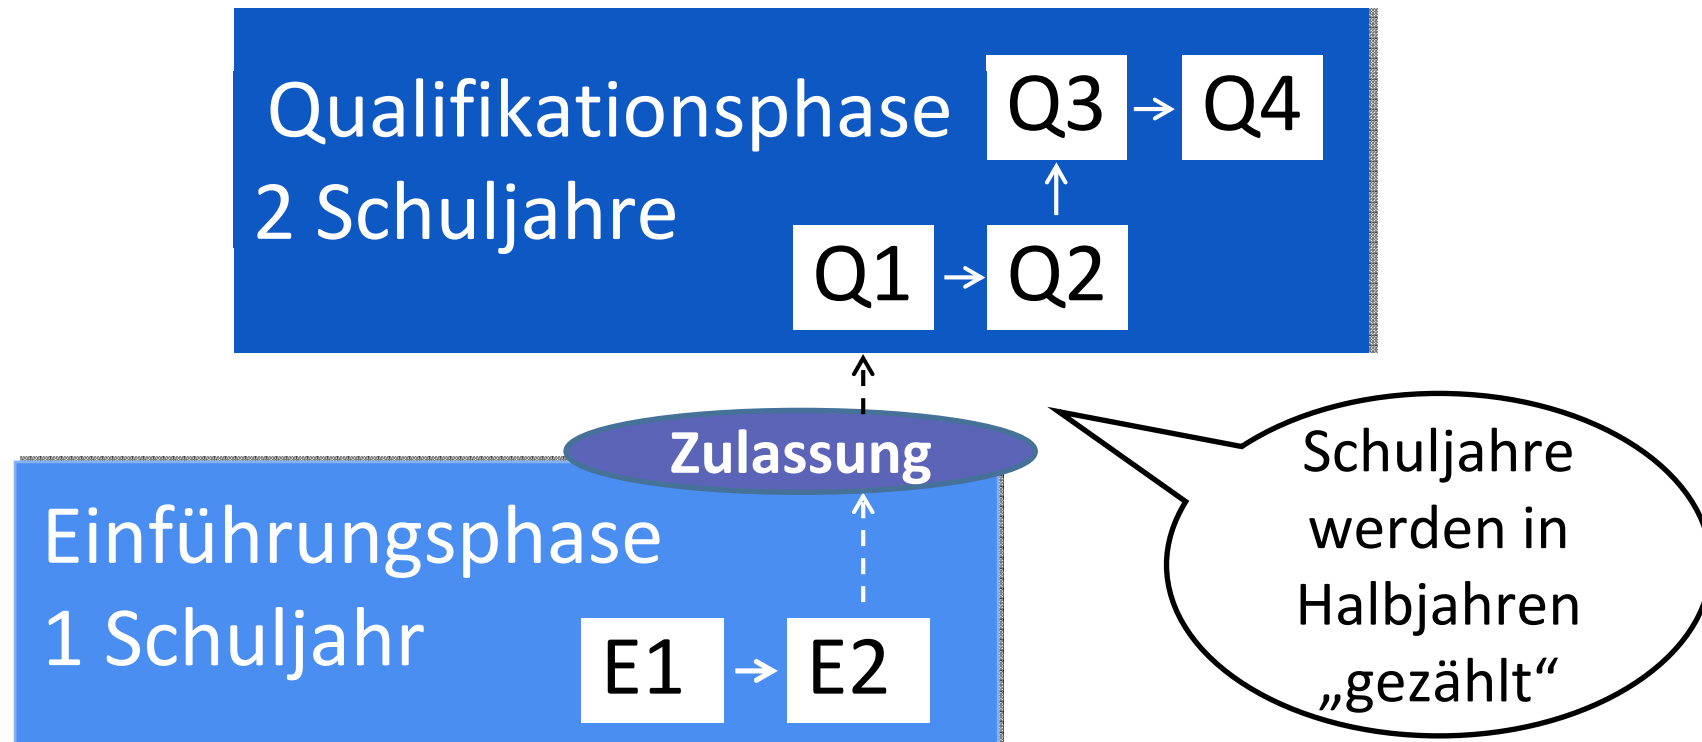 Qualifikationsphase
2 Schuljahre
Q3
Q4
Q1
Q2
Zulassung
Einführungsphase
1 Schuljahr
E1
E2
Schuljahre
werden in
Halbjahren
„gezählt“